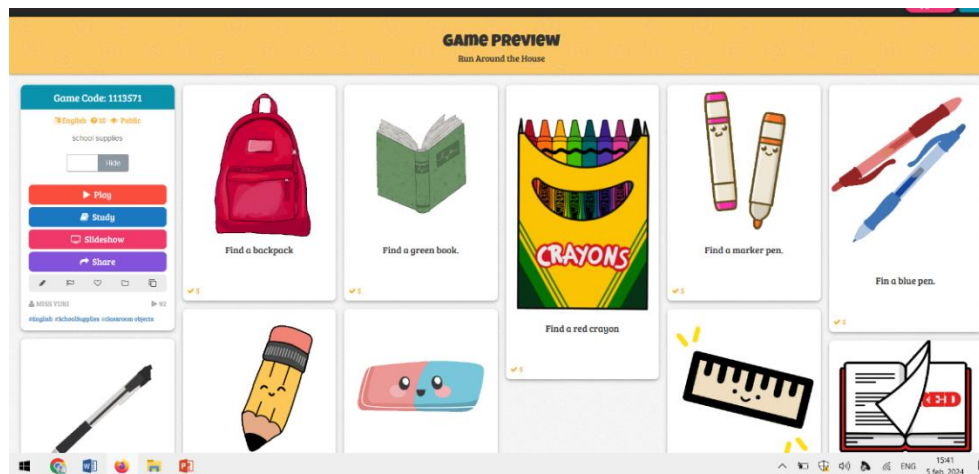 GAME PREVIEW
Run Around the House
Game Code: 1113571
English 10 Public
school supplies
Hide
Play
Study
Slideshow
Share
MISS YURI 92
#English #SchoolSupplies #classroom objects
Find a backpack
5
Find a green book.
5
CRAYONS
Find a red crayon
5
Find a marker pen.
5
Fin a blue pen.
5
ENG
15:41
5 feb. 2024